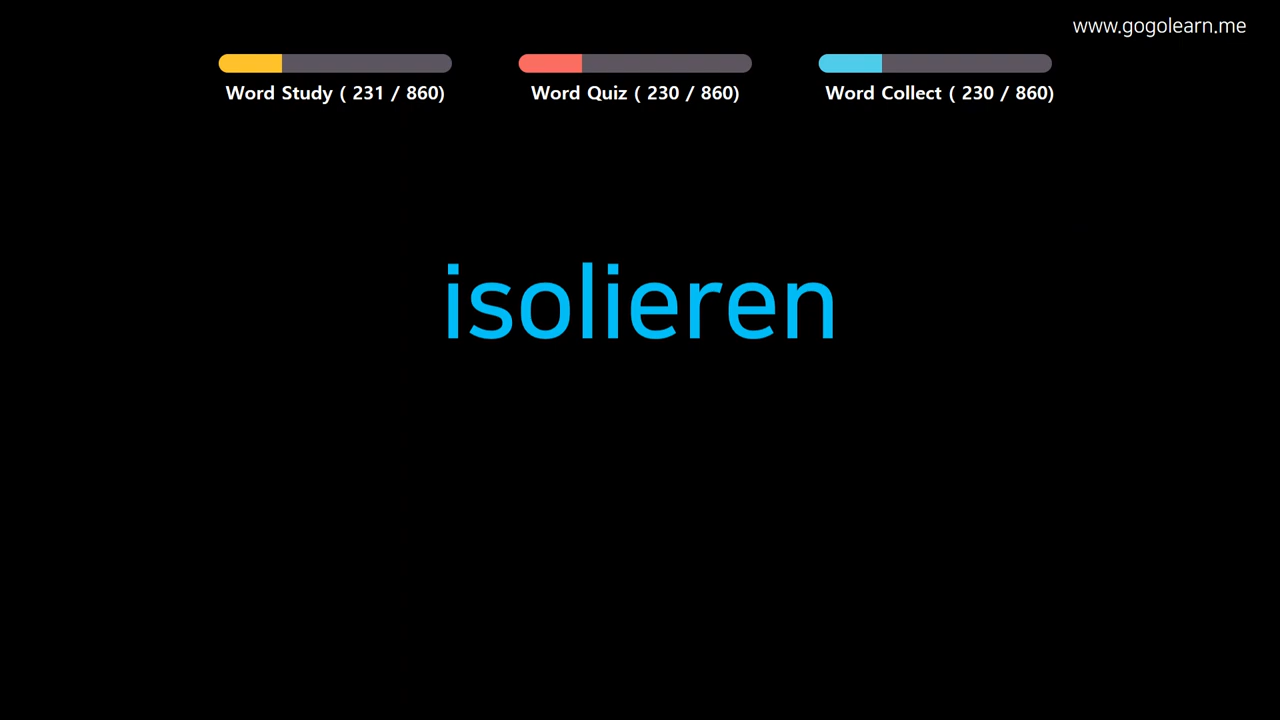 www.gogolearn.me
Word Study ( 231 / 860)
Word Quiz ( 230 / 860)
Word Collect ( 230 / 860)
isolieren